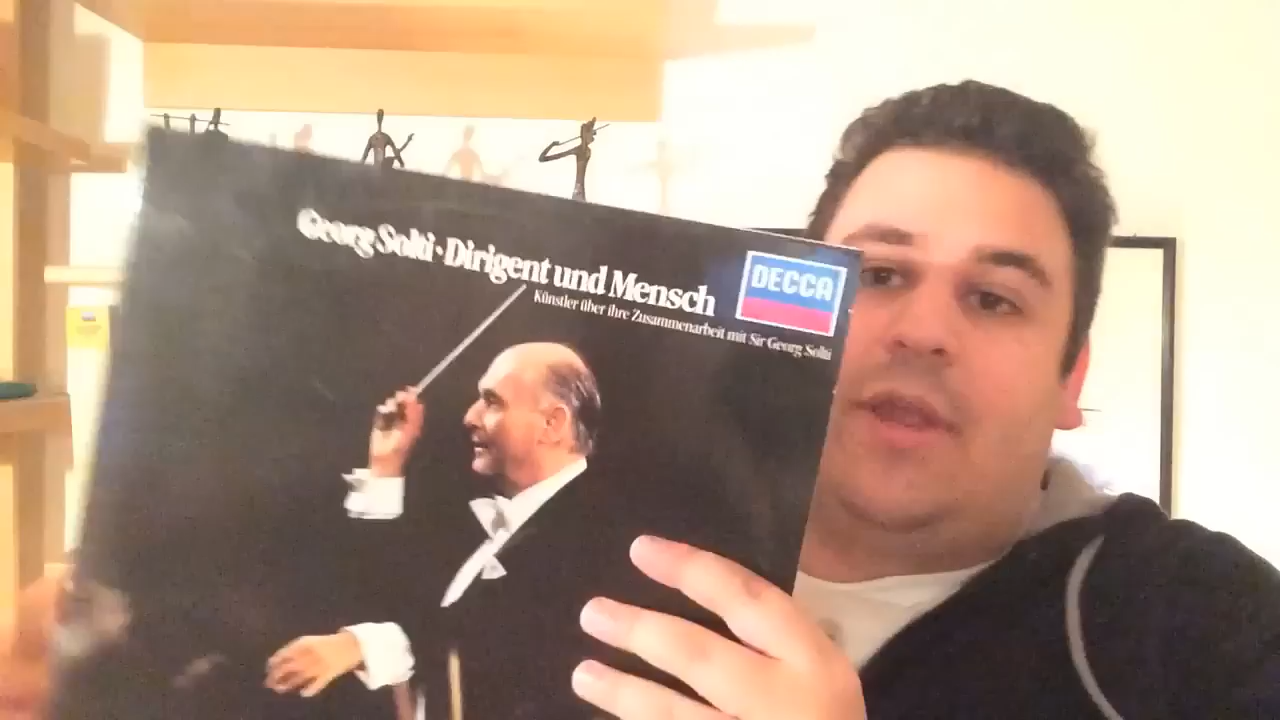 Georg Solti · Dirigent und Mensch
Künstler über ihre Zusammenarbeit mit Sir Georg Solti
DECCA